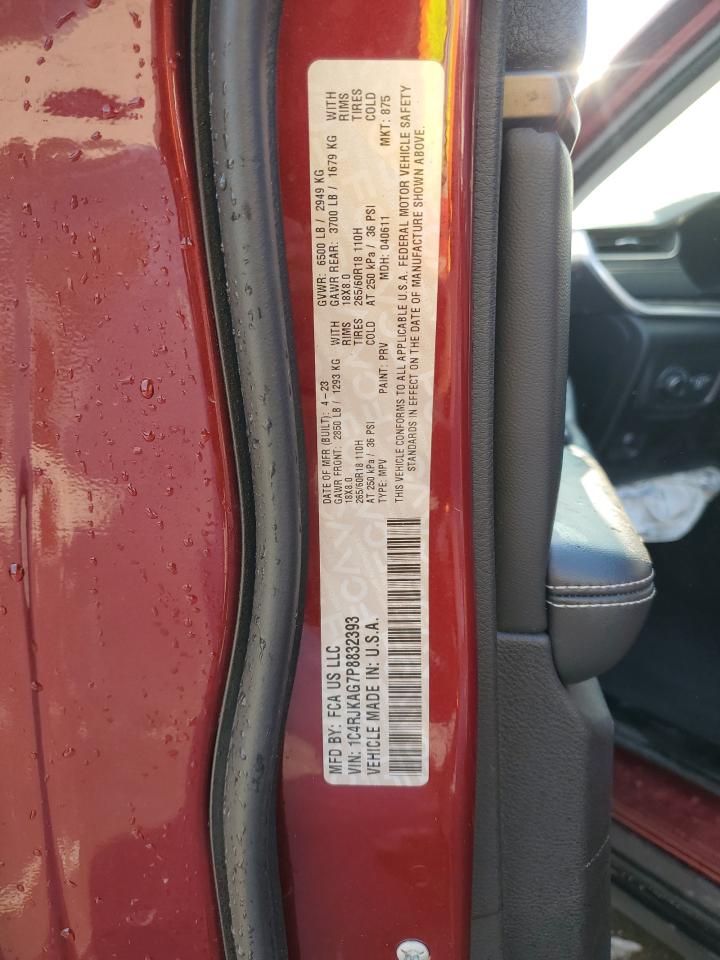 MFD BY: FCA US LLC
VIN: 1C4RJKAG7P8832393
VEHICLE MADE IN: U.S.A.
DATE OF MFR (BUILT): 4-23 GVWR: 6500 LB / 2949 KG
GAWR FRONT: 2850 LB / 1293 KG WITH GAWR REAR: 3700 LB / 1679 KG WITH
18X8.0 RIMS 18X8.0 RIMS
265/60R18 110H TIRES 265/60R18 110H TIRES
AT 250 kPa / 36 PSI COLD AT 250 kPa / 36 PSI COLD
TYPE: MPV PAINT: PRV MDH: 040611 MKT: 875
THIS VEHICLE CONFORMS TO ALL APPLICABLE U.S.A. FEDERAL MOTOR VEHICLE SAFETY
STANDARDS IN EFFECT ON THE DATE OF MANUFACTURE SHOWN ABOVE.